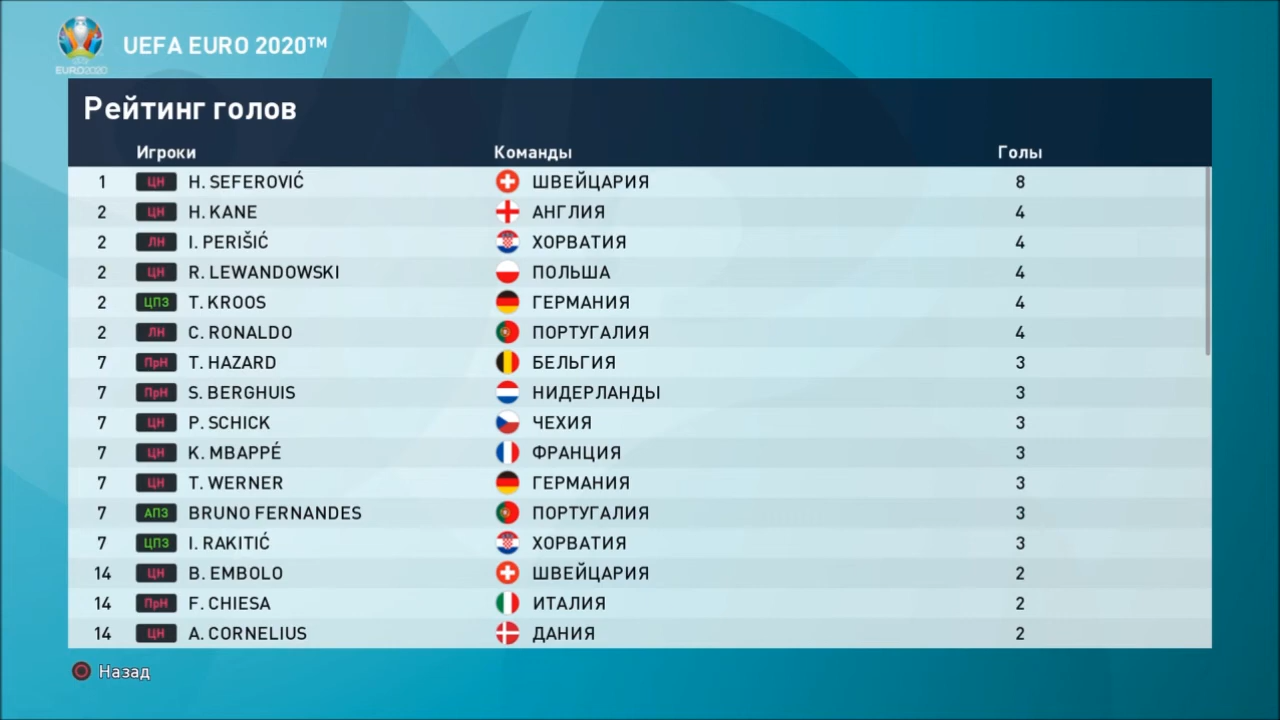 UEFA EURO 2020™
EURO2020
Рейтинг голов
Игроки Команды Голы
1 ЦН H. SEFEROVIĆ ШВЕЙЦАРИЯ 8
2 ЦН H. KANE АНГЛИЯ 4
2 ЛН I. PERIŠIĆ ХОРВАТИЯ 4
2 ЦН R. LEWANDOWSKI ПОЛЬША 4
2 ЦПЗ T. KROOS ГЕРМАНИЯ 4
2 ЛН C. RONALDO ПОРТУГАЛИЯ 4
7 ПрН T. HAZARD БЕЛЬГИЯ 3
7 ПрН S. BERGHUIS НИДЕРЛАНДЫ 3
7 ЦН P. SCHICK ЧЕХИЯ 3
7 ЦН K. MBAPPÉ ФРАНЦИЯ 3
7 ЦН T. WERNER ГЕРМАНИЯ 3
7 АПЗ BRUNO FERNANDES ПОРТУГАЛИЯ 3
7 ЦПЗ I. RAKITIĆ ХОРВАТИЯ 3
14 ЦН B. EMBOLO ШВЕЙЦАРИЯ 2
14 ПрН F. CHIESA ИТАЛИЯ 2
14 ЦН A. CORNELIUS ДАНИЯ 2
Назад